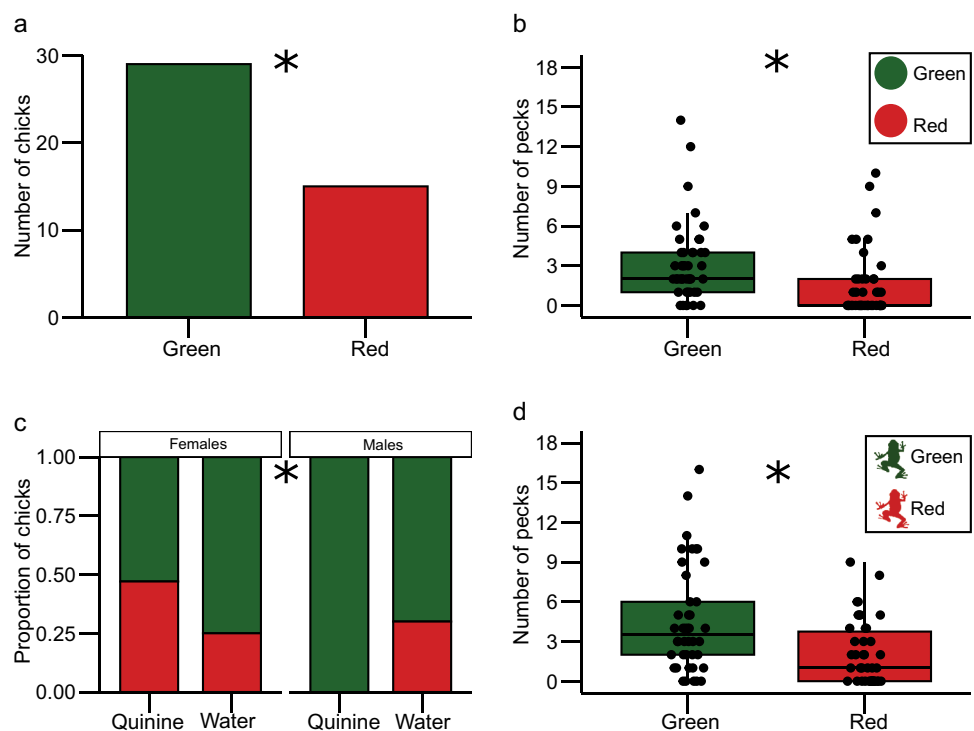 a
30
20
10
0
Number of chicks
*
Green
Red
b
18
15
12
9
6
3
0
Number of pecks
*
Green
Red
Green
Red
c
Females
Males
1.00
0.75
0.50
0.25
0.00
Proportion of chicks
*
Quinine
Water
Quinine
Water
d
18
15
12
9
6
3
0
Number of pecks
*
Green
Red
Green
Red